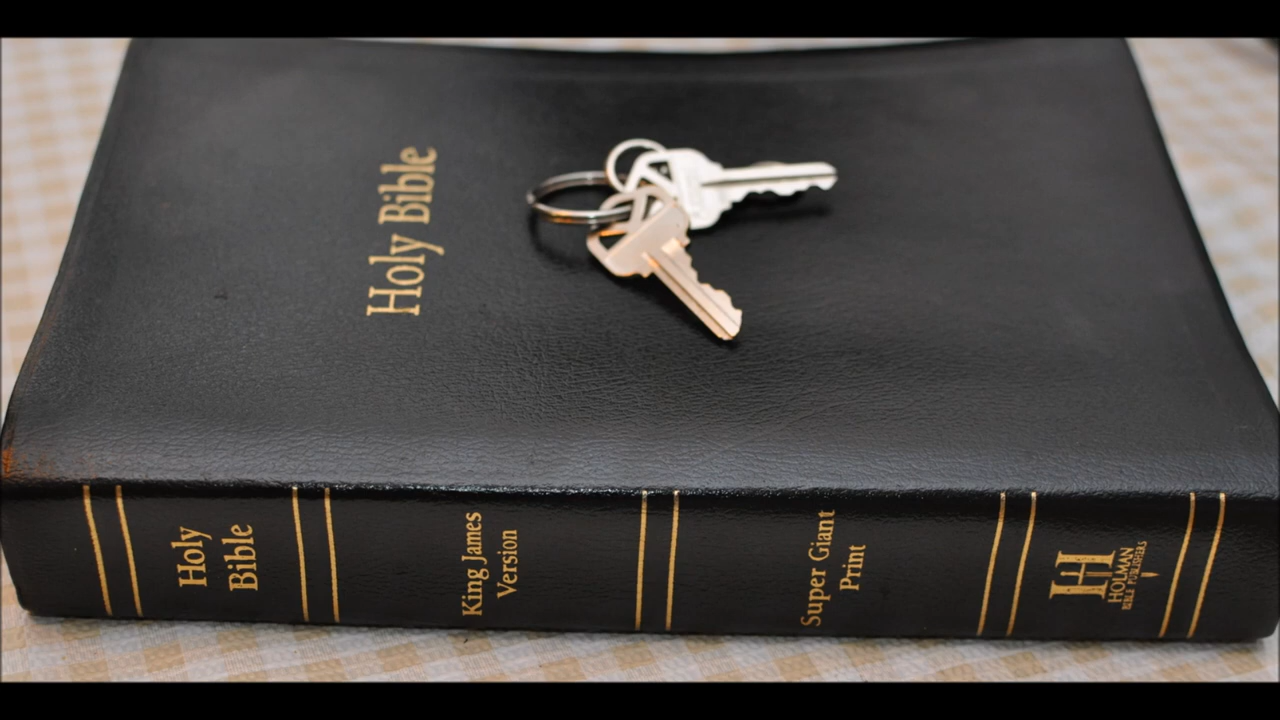 Holy Bible
Holy
Bible
King James
Version
Super Giant
Print
HOLMAN
BIBLE PUBLISHERS